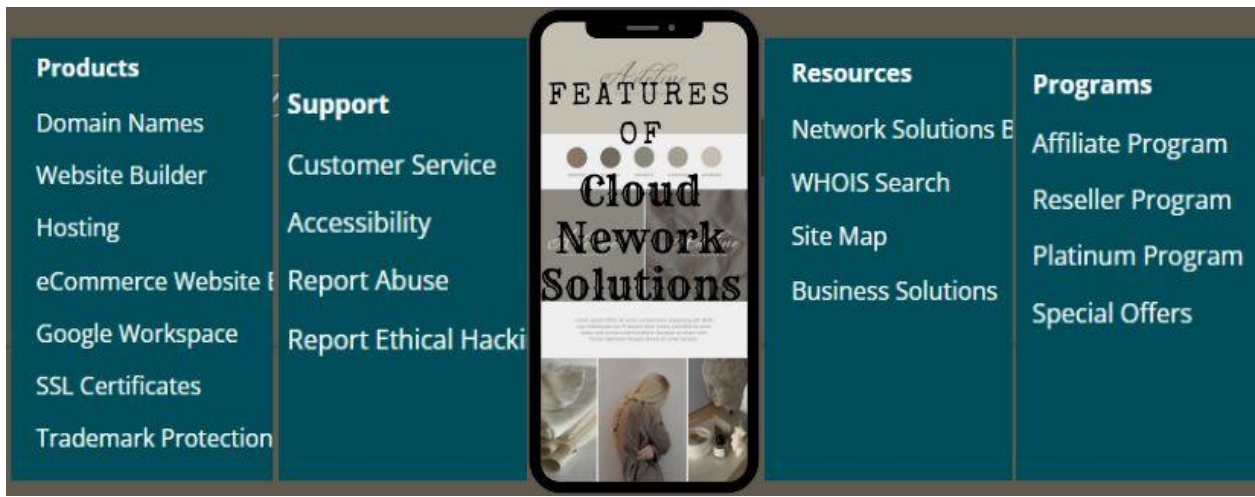 Products
Domain Names
Website Builder
Hosting
eCommerce Website
Google Workspace
SSL Certificates
Trademark Protection
Support
Customer Service
Accessibility
Report Abuse
Report Ethical Hacki
Adeline
FEATURES
OF
Cloud
Nework
Solutions
Resources
Network Solutions B
WHOIS Search
Site Map
Business Solutions
Programs
Affiliate Program
Reseller Program
Platinum Program
Special Offers